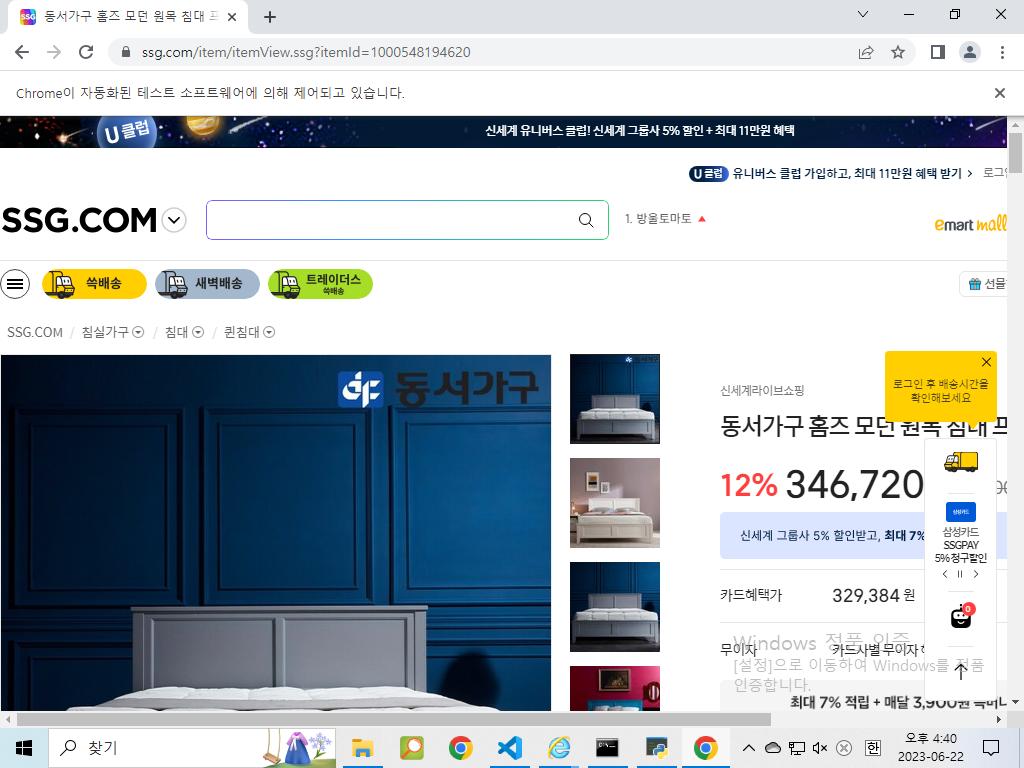 동서가구 홈즈 모던 원목 침대 프
ssg.com/item/itemView.ssg?itemId=1000548194620
Chrome이 자동화된 테스트 소프트웨어에 의해 제어되고 있습니다.
U 클럽
신세계 유니버스 클럽! 신세계 그룹사 5% 할인 + 최대 11만원 혜택
U 클럽 유니버스 클럽 가입하고, 최대 11만원 혜택 받기 >
로그인
SSG.COM
1. 방울토마토
emart mall
쓱배송
새벽배송
트레이더스
쓱배송
선물
SSG.COM / 침실가구 / 침대 / 퀸침대
동서가구
신세계라이브쇼핑
로그인 후 배송시간을
확인해보세요
동서가구 홈즈 모던 원목 침대 프
12% 346,720
신세계 그룹사 5% 할인받고, 최대 7%
삼성카드
삼성카드
SSGPAY
5% 청구할인
카드혜택가 329,384 원
0
무이자 카드사별 무이자
Windows 정품 인증
[설정]으로 이동하여 Windows를 정품
인증합니다.
최대 7% 적립 + 매달 3,900원
찾기
한
오후 4:40
2023-06-22